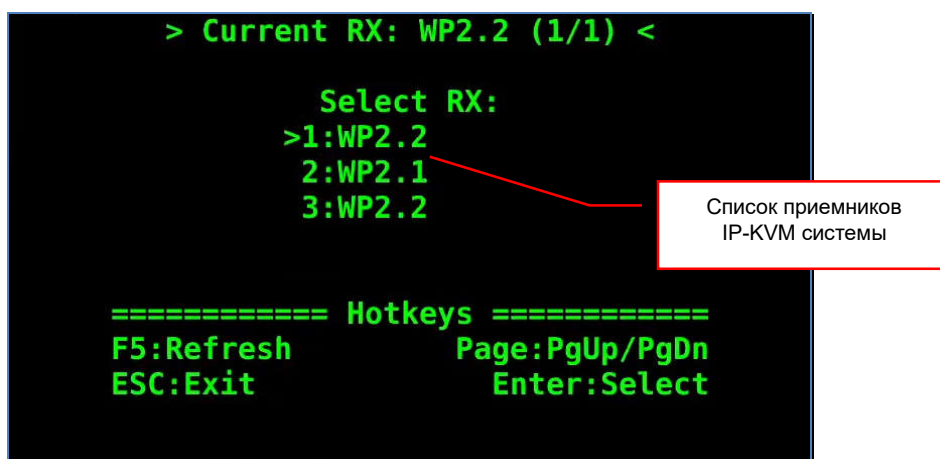 > Current RX: WP2.2 (1/1) <
Select RX:
>1:WP2.2
2:WP2.1
3:WP2.2
Список приемников
IP-KVM системы
============ Hotkeys ============
F5:Refresh Page:PgUp/PgDn
ESC:Exit Enter:Select